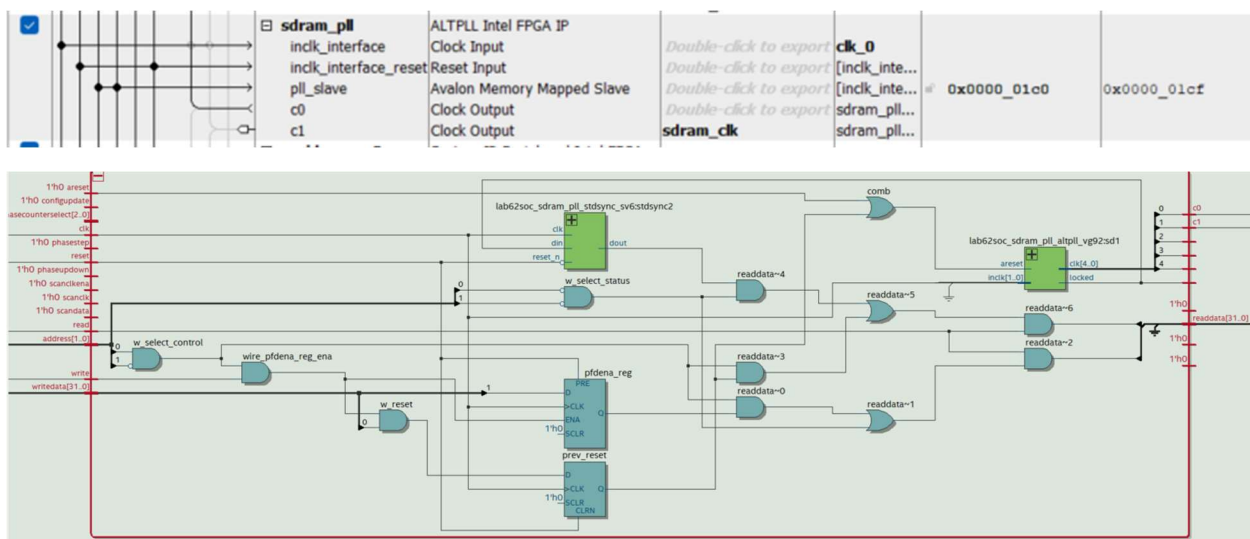 sdram_pll ALTPLL Intel FPGA IP
inclk_interface Clock Input Double-click to export clk_0
inclk_interface_reset Reset Input Double-click to export [inclk_inte...
pll_slave Avalon Memory Mapped Slave Double-click to export [inclk_inte... 0x0000_01c0 0x0000_01cf
c0 Clock Output Double-click to export sdram_pll...
c1 Clock Output sdram_clk sdram_pll...
1'h0 areset
1'h0 configupdate
asecounterselect[2..0]
clk
1'h0 phasestep
reset
1'h0 phaseupdown
1'h0 scanclkena
1'h0 scanclk
1'h0 scandata
read
address[1..0]
write
writedata[31..0]
0
1
w_select_control
wire_pfdena_reg_ena
0
w_reset
lab62soc_sdram_pll_stdsync_sv6:stdsync2
clk
din
reset_n
dout
0
1
w_select_status
1
pfdena_reg
PRE
D
>CLK
ENA
1'h0
SCLR
Q
prev_reset
D
>CLK
1'h0
SCLR
CLRN
Q
readdata~4
readdata~3
readdata~0
comb
readdata~5
readdata~1
lab62soc_sdram_pll_altpll_vg92:sd1
areset
inclk[1..0]
clk[4..0]
locked
readdata~6
readdata~2
0
1
2
3
4
c0
c1
1'h0
readdata[31..0]
1'h0
1'h0